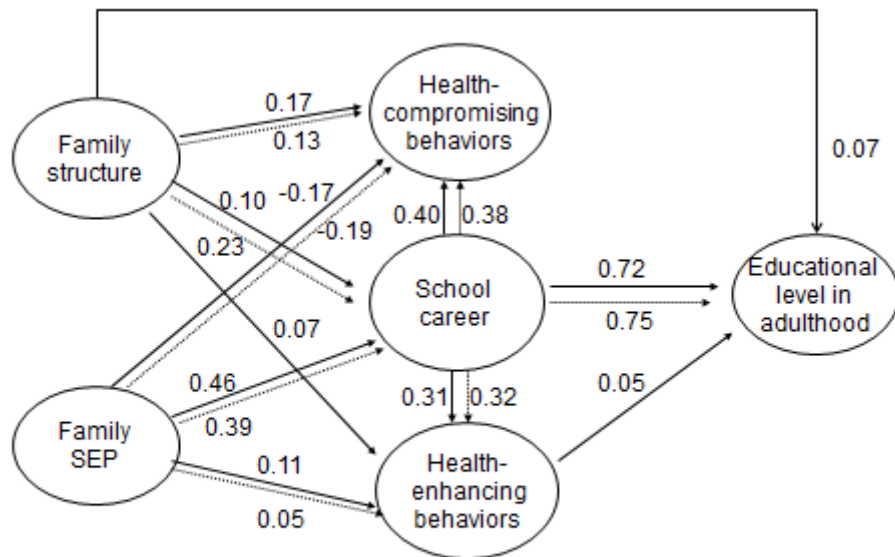 Health-
compromising
behaviors
0.17
0.13
Family
structure
0.07
0.10
-0.17
0.40
0.38
-0.19
0.23
School
career
0.72
Educational
level in
adulthood
0.75
0.07
0.46
0.39
0.31
0.32
0.05
Family
SEP
0.11
0.05
Health-
enhancing
behaviors